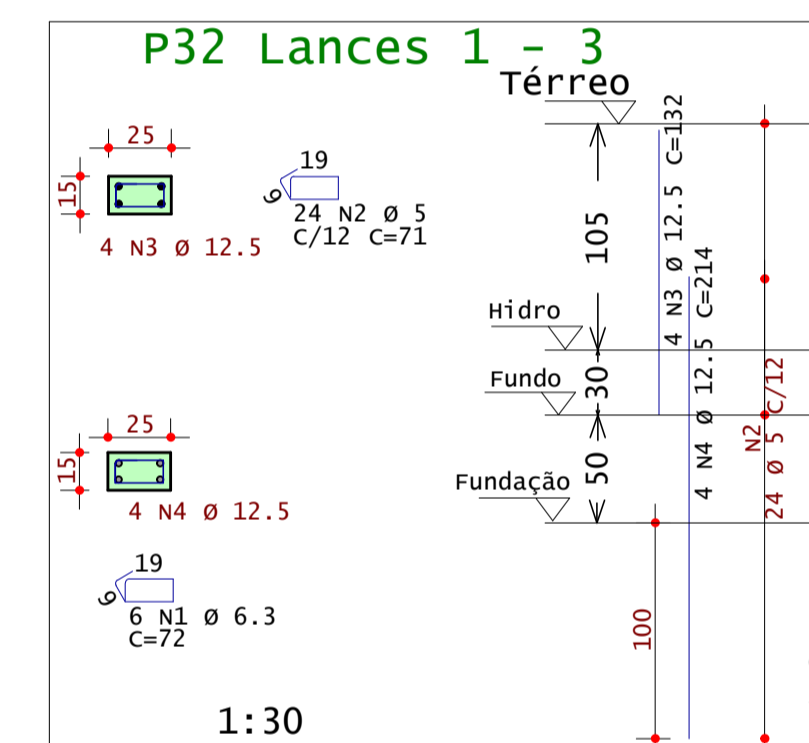 P32 Lances 1 - 3
Térreo
25
15
4 N3 Ø 12.5
19
9
24 N2 Ø 5
C/12 C=71
105
4 N3 Ø 12.5 C=132
Hidro
30
Fundo
4 N4 Ø 12.5 C=214
50
N2
24 Ø 5 C/12
Fundação
25
15
4 N4 Ø 12.5
19
9
6 N1 Ø 6.3
C=72
100
1:30